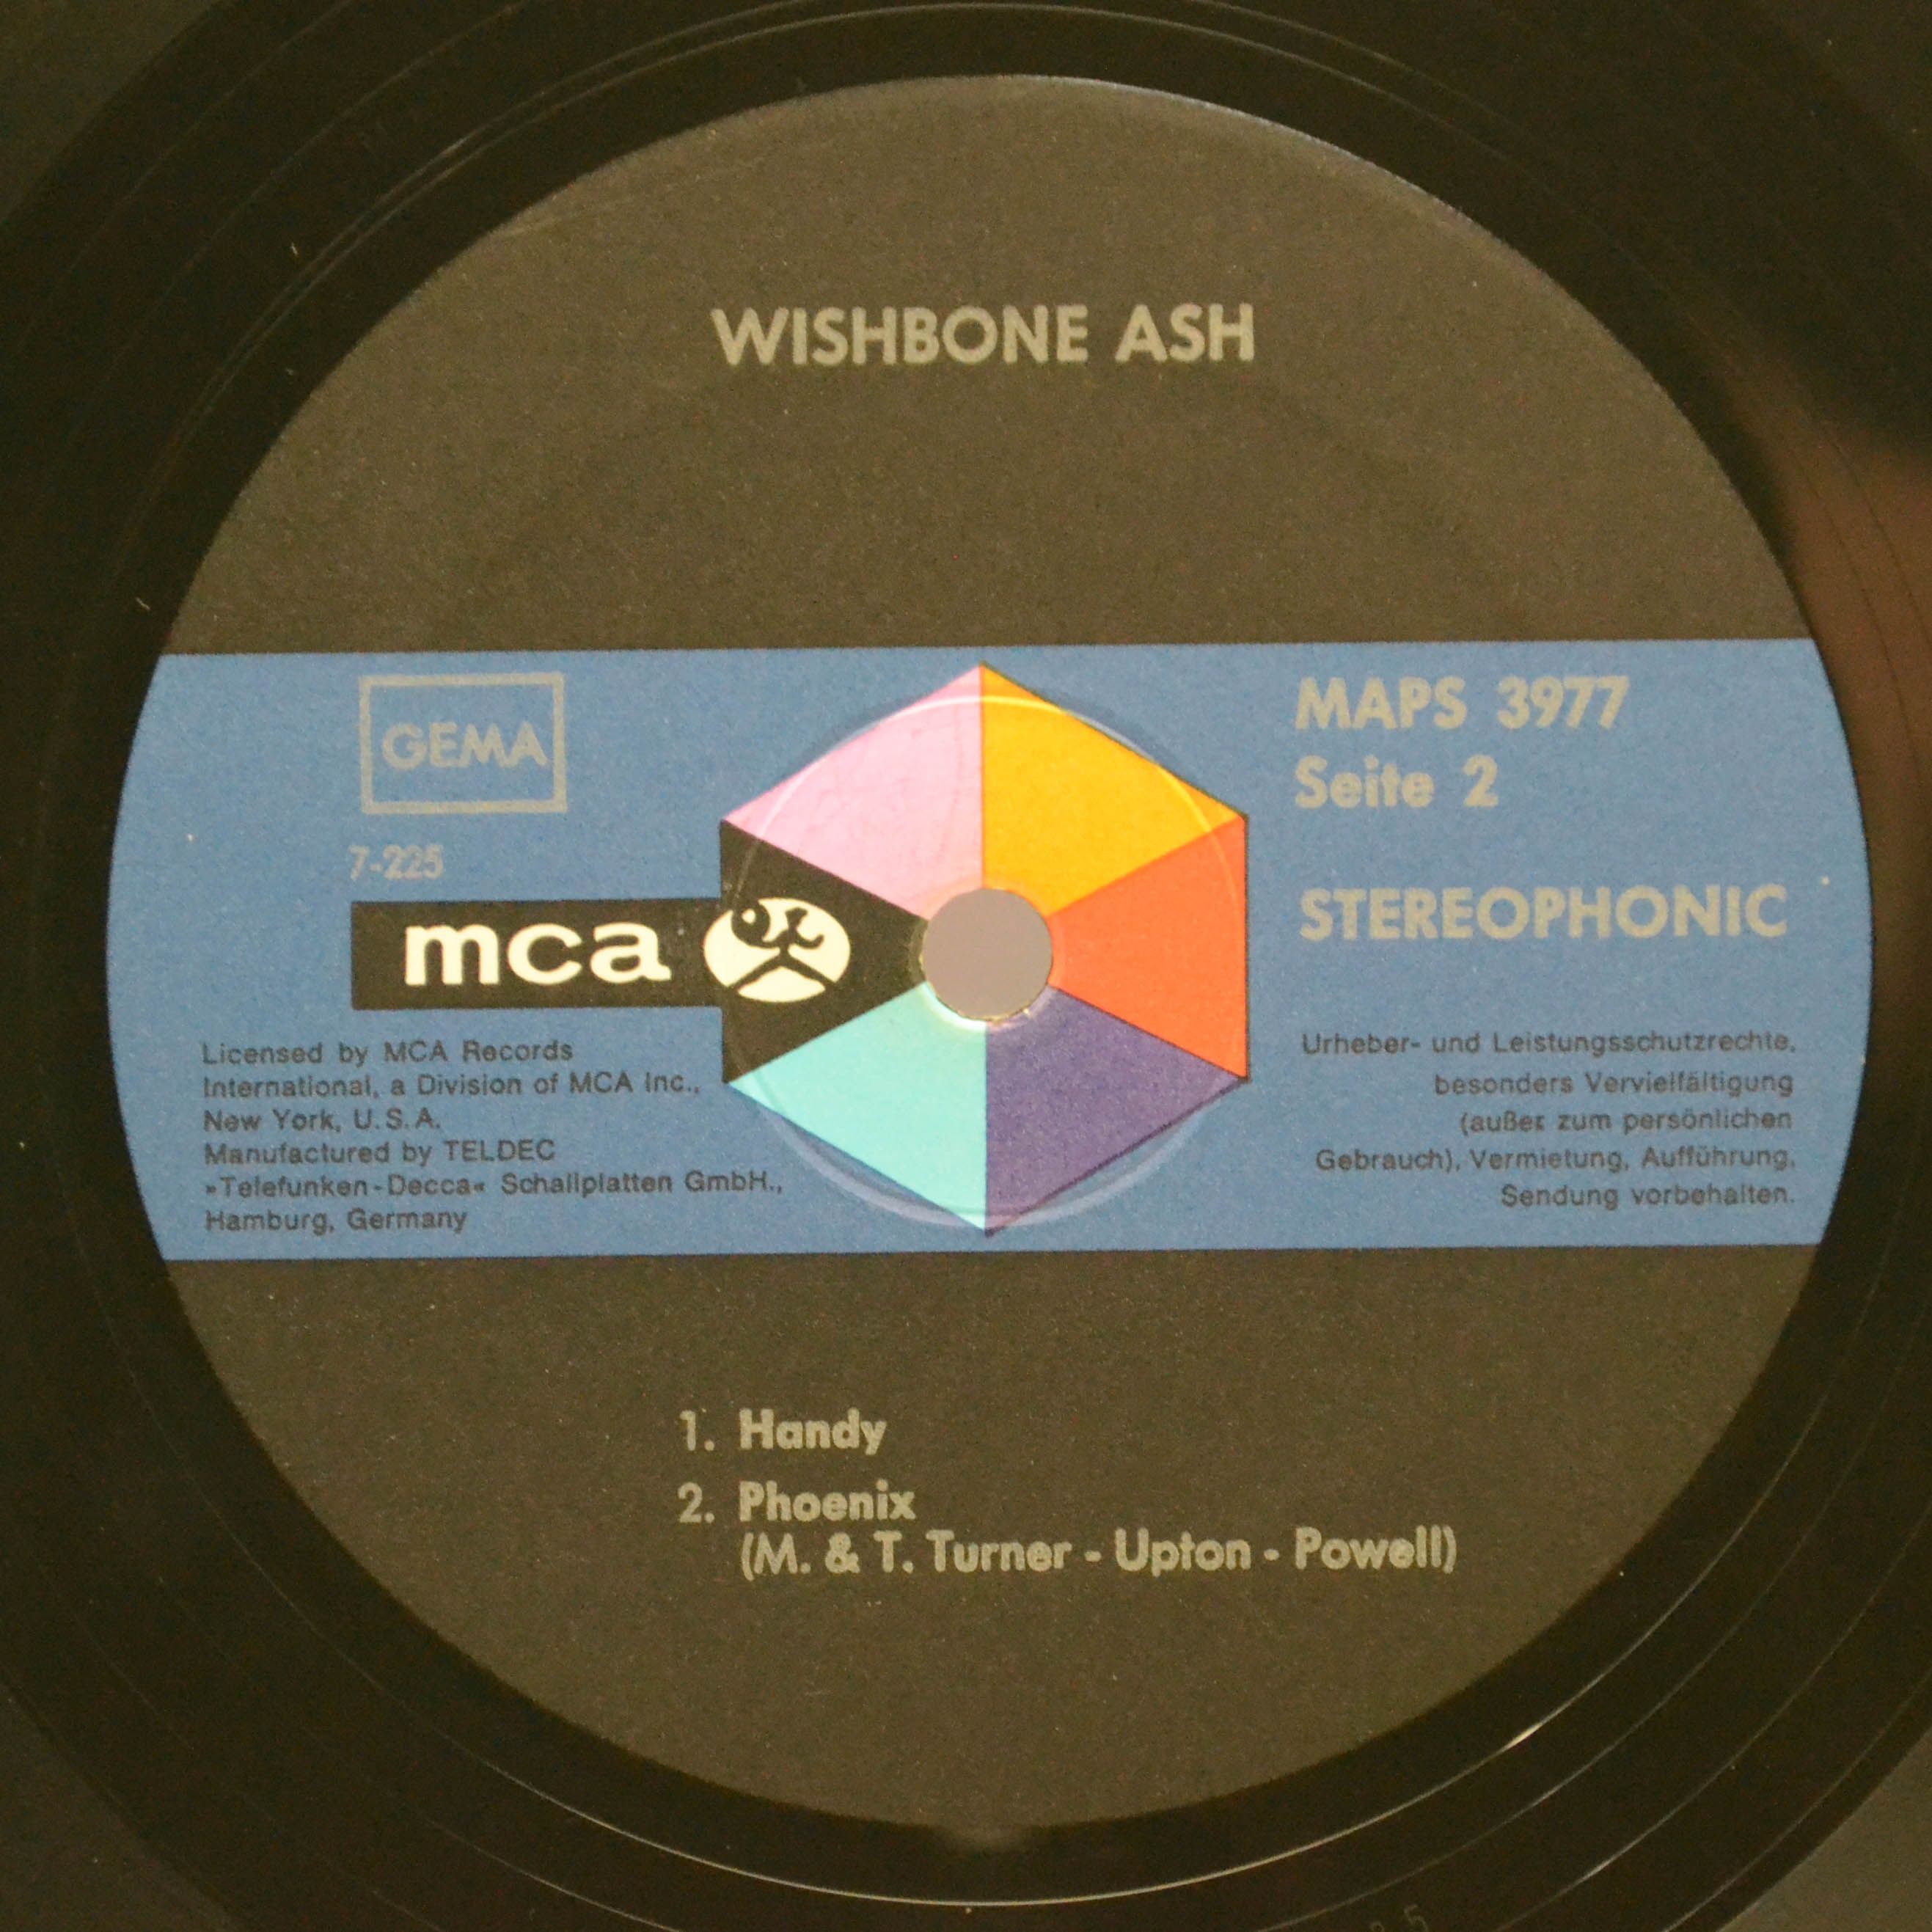 WISHBONE ASH
GEMA
7-225
mca
MAPS 3977
Seite 2
STEREOPHONIC
Licensed by MCA Records
International, a Division of MCA Inc.,
New York, U.S.A.
Manufactured by TELDEC
»Telefunken-Decca« Schallplatten GmbH.,
Hamburg, Germany
Urheber- und Leistungsschutzrechte,
besonders Vervielfältigung
(außer zum persönlichen
Gebrauch), Vermietung, Aufführung,
Sendung vorbehalten.
1. Handy
2. Phoenix
(M. & T. Turner - Upton - Powell)